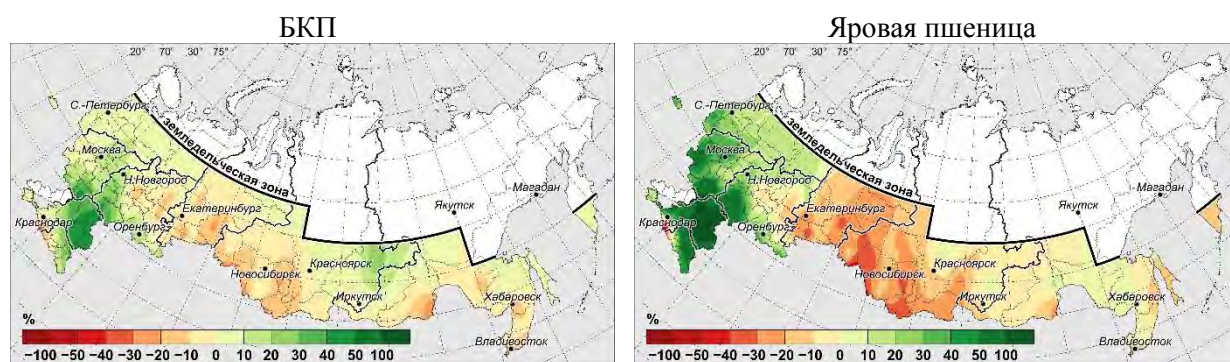 БКП
20° 70° 30° 75°
С.-Петербург
земледельческая зона
Москва
Н.Новгород
Магадан
Якутск
Екатеринбург
Краснодар
Оренбург
Красноярск
Новосибирск
Иркутск
Хабаровск
Владивосток
%
−100 −50 −40 −30 −20 −10 0 10 20 30 40 50 100
Яровая пшеница
20° 70° 30° 75°
С.-Петербург
земледельческая зона
Москва
Н.Новгород
Магадан
Якутск
Екатеринбург
Краснодар
Оренбург
Красноярск
Новосибирск
Иркутск
Хабаровск
Владивосток
%
−100 −50 −40 −30 −20 −10 0 10 20 30 40 50 100